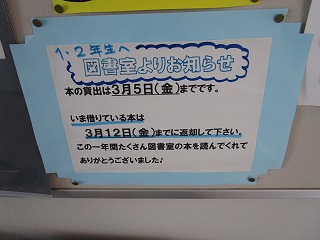 1・2年生へ
図書室よりお知らせ
本の貸出は3月5日(金)までです。
いま借りている本は
3月12日(金)までに返却して下さい。
この一年間たくさん図書室の本を読んでくれて
ありがとうございました♪